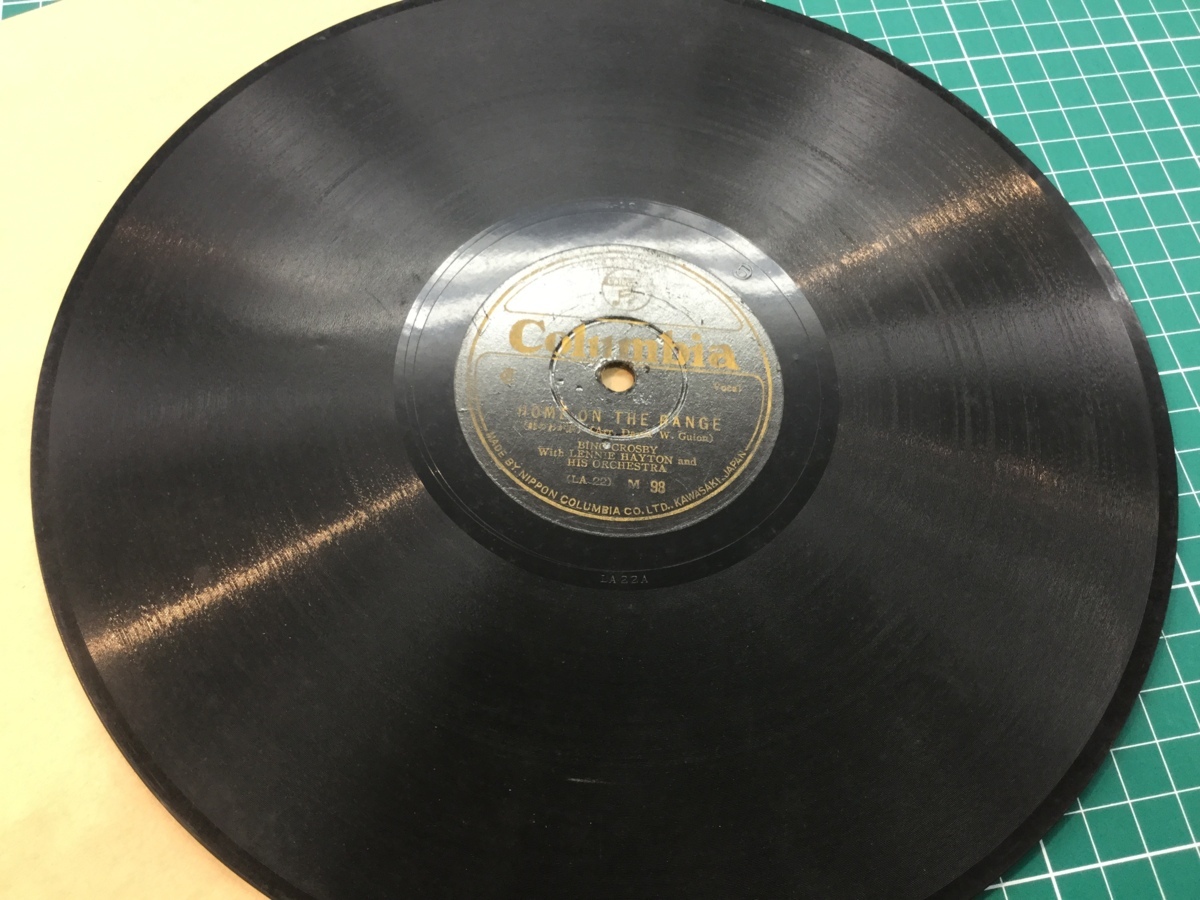 Columbia
Vocal
HOME ON THE RANGE
(Arr. David W. Guion)
BING CROSBY
With LENNIE HAYTON and
HIS ORCHESTRA
(LA 22) M 98
MADE BY NIPPON COLUMBIA CO. LTD., KAWASAKI, JAPAN
LA22A